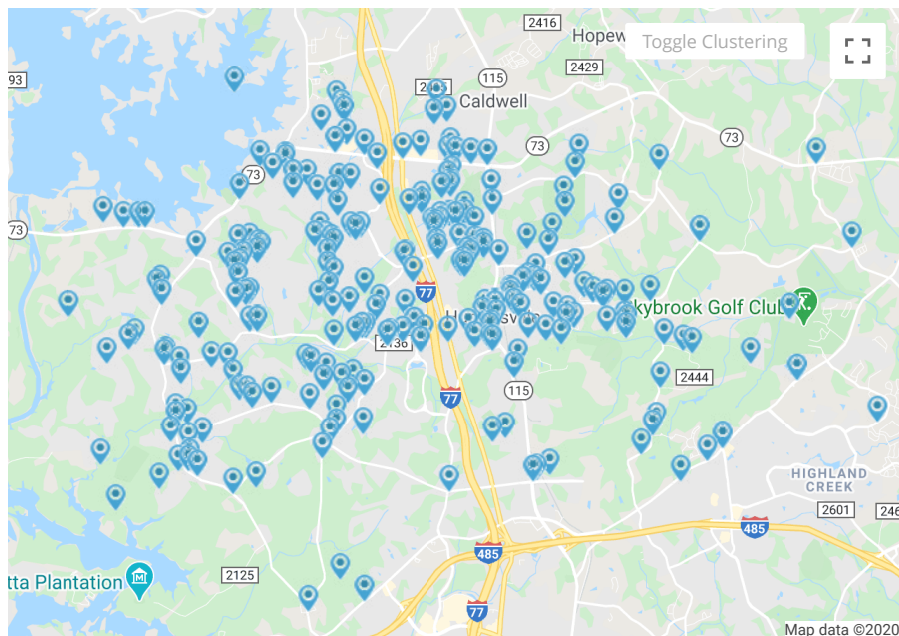 2416
Hopew
Toggle Clustering
2429
93
115
Caldwell
73
73
73
73
77
kybrook Golf Club
2136
115
77
2444
HIGHLAND
CREEK
2601
246
485
485
tta Plantation
M
2125
77
Map data ©2020